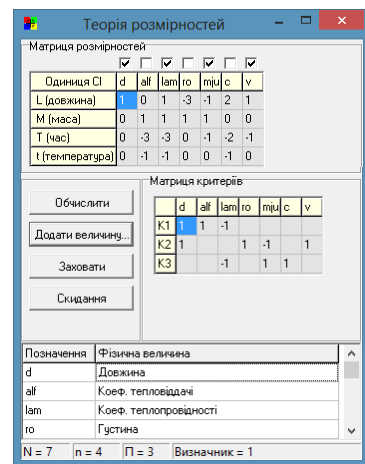 Теорія розмірностей
Матриця розмірностей
Одиниця СІ d alf lam ro mju c v
L (довжина) 1 0 1 -3 -1 2 1
M (маса) 0 1 1 1 1 0 0
T (час) 0 -3 -3 0 -1 -2 -1
t (температура) 0 -1 -1 0 0 -1 0
Обчислити
Додати величину...
Заховати
Скидання
Матриця критеріїв
d alf lam ro mju c v
K1 1 1 -1
K2 1 1 -1 1
K3 -1 1 1
Позначення Фізична величина
d Довжина
alf Коеф. тепловіддачі
lam Коеф. теплопровідності
ro Густина
N = 7 n = 4 П = 3 Визначник = 1